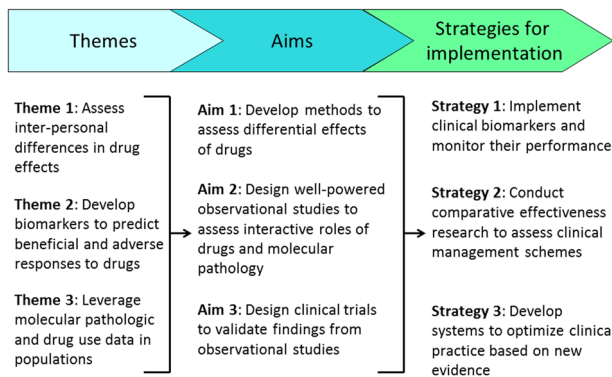 Themes
Aims
Strategies for
implementation
Theme 1: Assess
inter-personal
differences in drug
effects
Theme 2: Develop
biomarkers to predict
beneficial and adverse
responses to drugs
Theme 3: Leverage
molecular pathologic
and drug use data in
populations
Aim 1: Develop methods to
assess differential effects
of drugs
Aim 2: Design well-powered
observational studies to
assess interactive roles of
drugs and molecular
pathology
Aim 3: Design clinical trials
to validate findings from
observational studies
Strategy 1: Implement
clinical biomarkers and
monitor their performance
Strategy 2: Conduct
comparative effectiveness
research to assess clinical
management schemes
Strategy 3: Develop
systems to optimize clinical
practice based on new
evidence